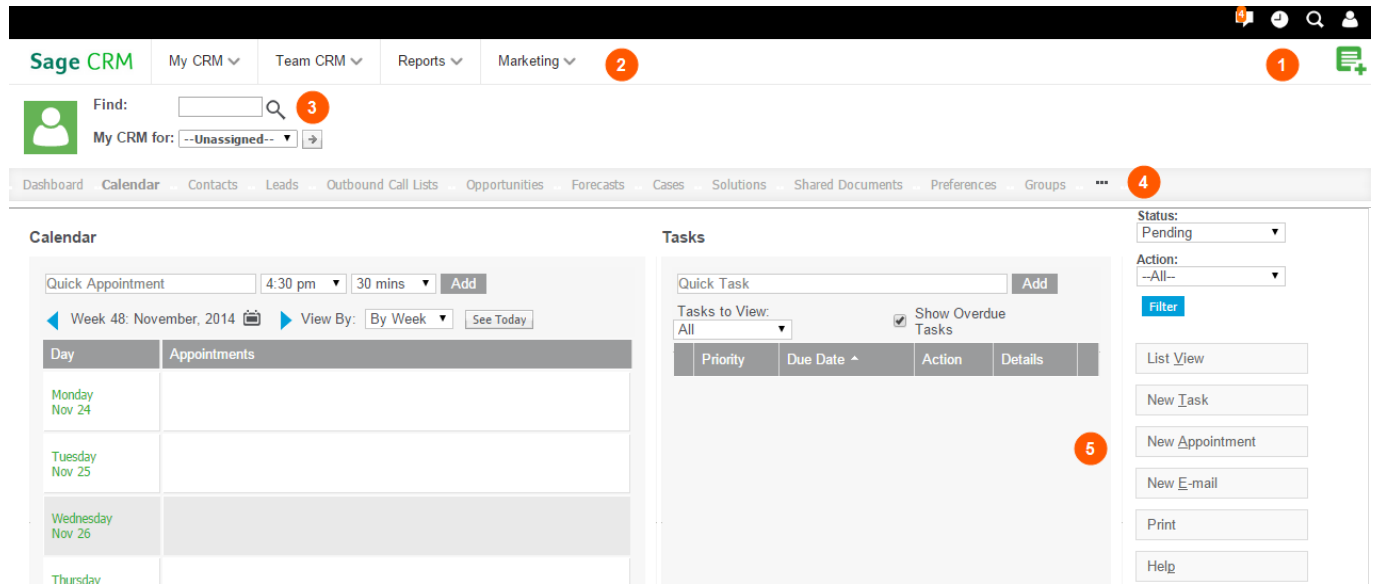 4
Sage CRM My CRM Team CRM Reports Marketing 2 1
Find: 3
My CRM for: --Unassigned--
Dashboard Calendar Contacts Leads Outbound Call Lists Opportunities Forecasts Cases Solutions Shared Documents Preferences Groups ... 4
Calendar
Quick Appointment 4:30 pm 30 mins Add
Week 48: November, 2014 View By: By Week See Today
Day Appointments
Monday
Nov 24
Tuesday
Nov 25
Wednesday
Nov 26
Thursday
Tasks
Quick Task Add
Tasks to View:
All
Show Overdue
Tasks
Priority Due Date Action Details
5
Status:
Pending
Action:
--All--
Filter
List View
New Task
New Appointment
New E-mail
Print
Help